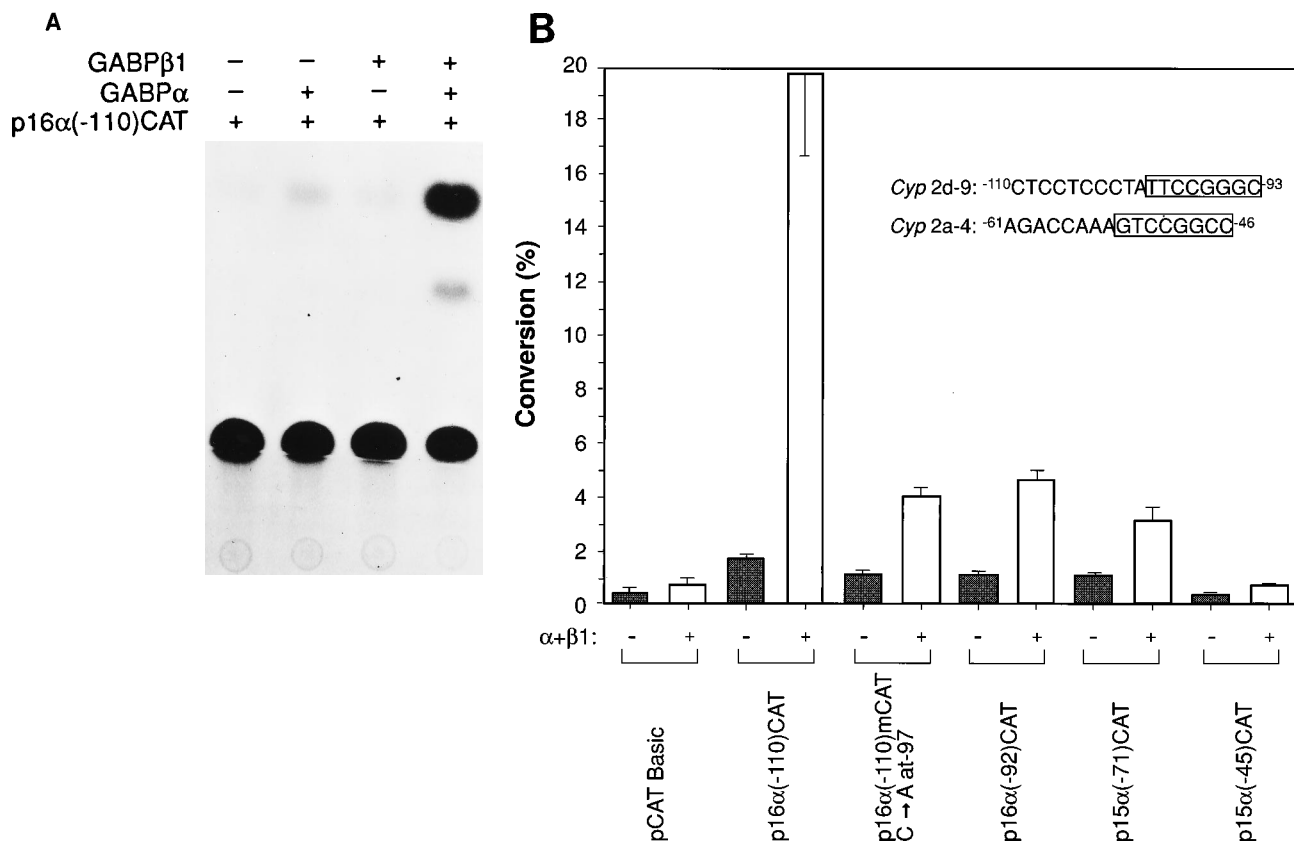 A
GABPβ1 – – + +
GABPα – + – +
p16α(-110)CAT + + + +
B
Conversion (%)
20
18
16
14
12
10
8
6
4
2
0
Cyp 2d-9: -110CTCCTCCCTATTCCGGGC-93
Cyp 2a-4: -61AGACCAAAGTCCGGCC-46
α+β1: - + - + - + - + - + - +
pCAT Basic
p16α(-110)CAT
p16α(-110)mCAT
C → A at-97
p16α(-92)CAT
p15α(-71)CAT
p15α(-45)CAT